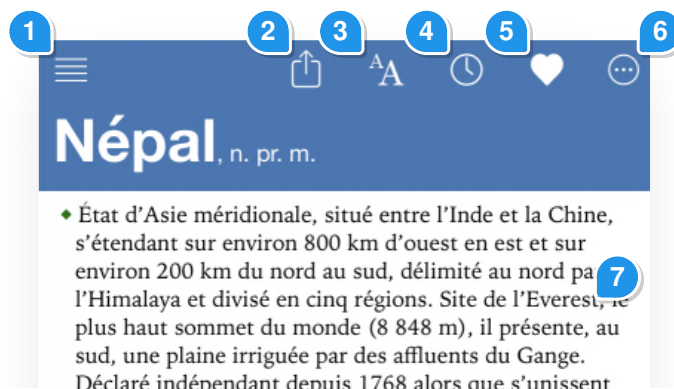 1 2 3 4 5 6
AA
Népal, n. pr. m.
État d’Asie méridionale, situé entre l’Inde et la Chine,
s’étendant sur environ 800 km d’ouest en est et sur
environ 200 km du nord au sud, délimité au nord
7
l’Himalaya et divisé en cinq régions. Site de l’Everest,
plus haut sommet du monde (8 848 m), il présente, au
sud, une plaine irriguée par des affluents du Gange.
Déclaré indépendant depuis 1768 alors que s’unissent